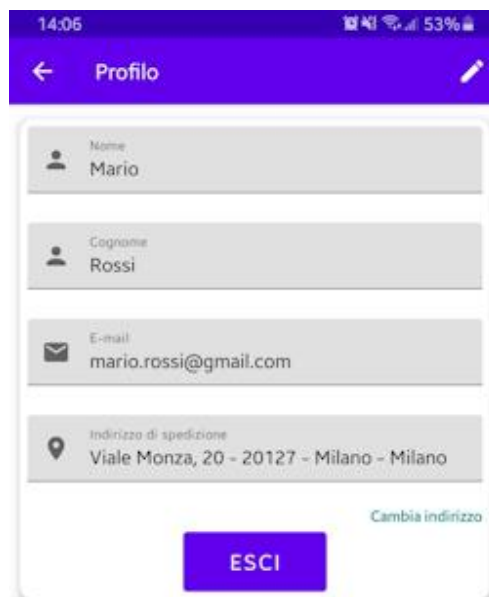 14:06 53%
Profilo
Nome
Mario
Cognome
Rossi
E-mail
mario.rossi@gmail.com
Indirizzo di spedizione
Viale Monza, 20 - 20127 - Milano - Milano
Cambia indirizzo
ESCI